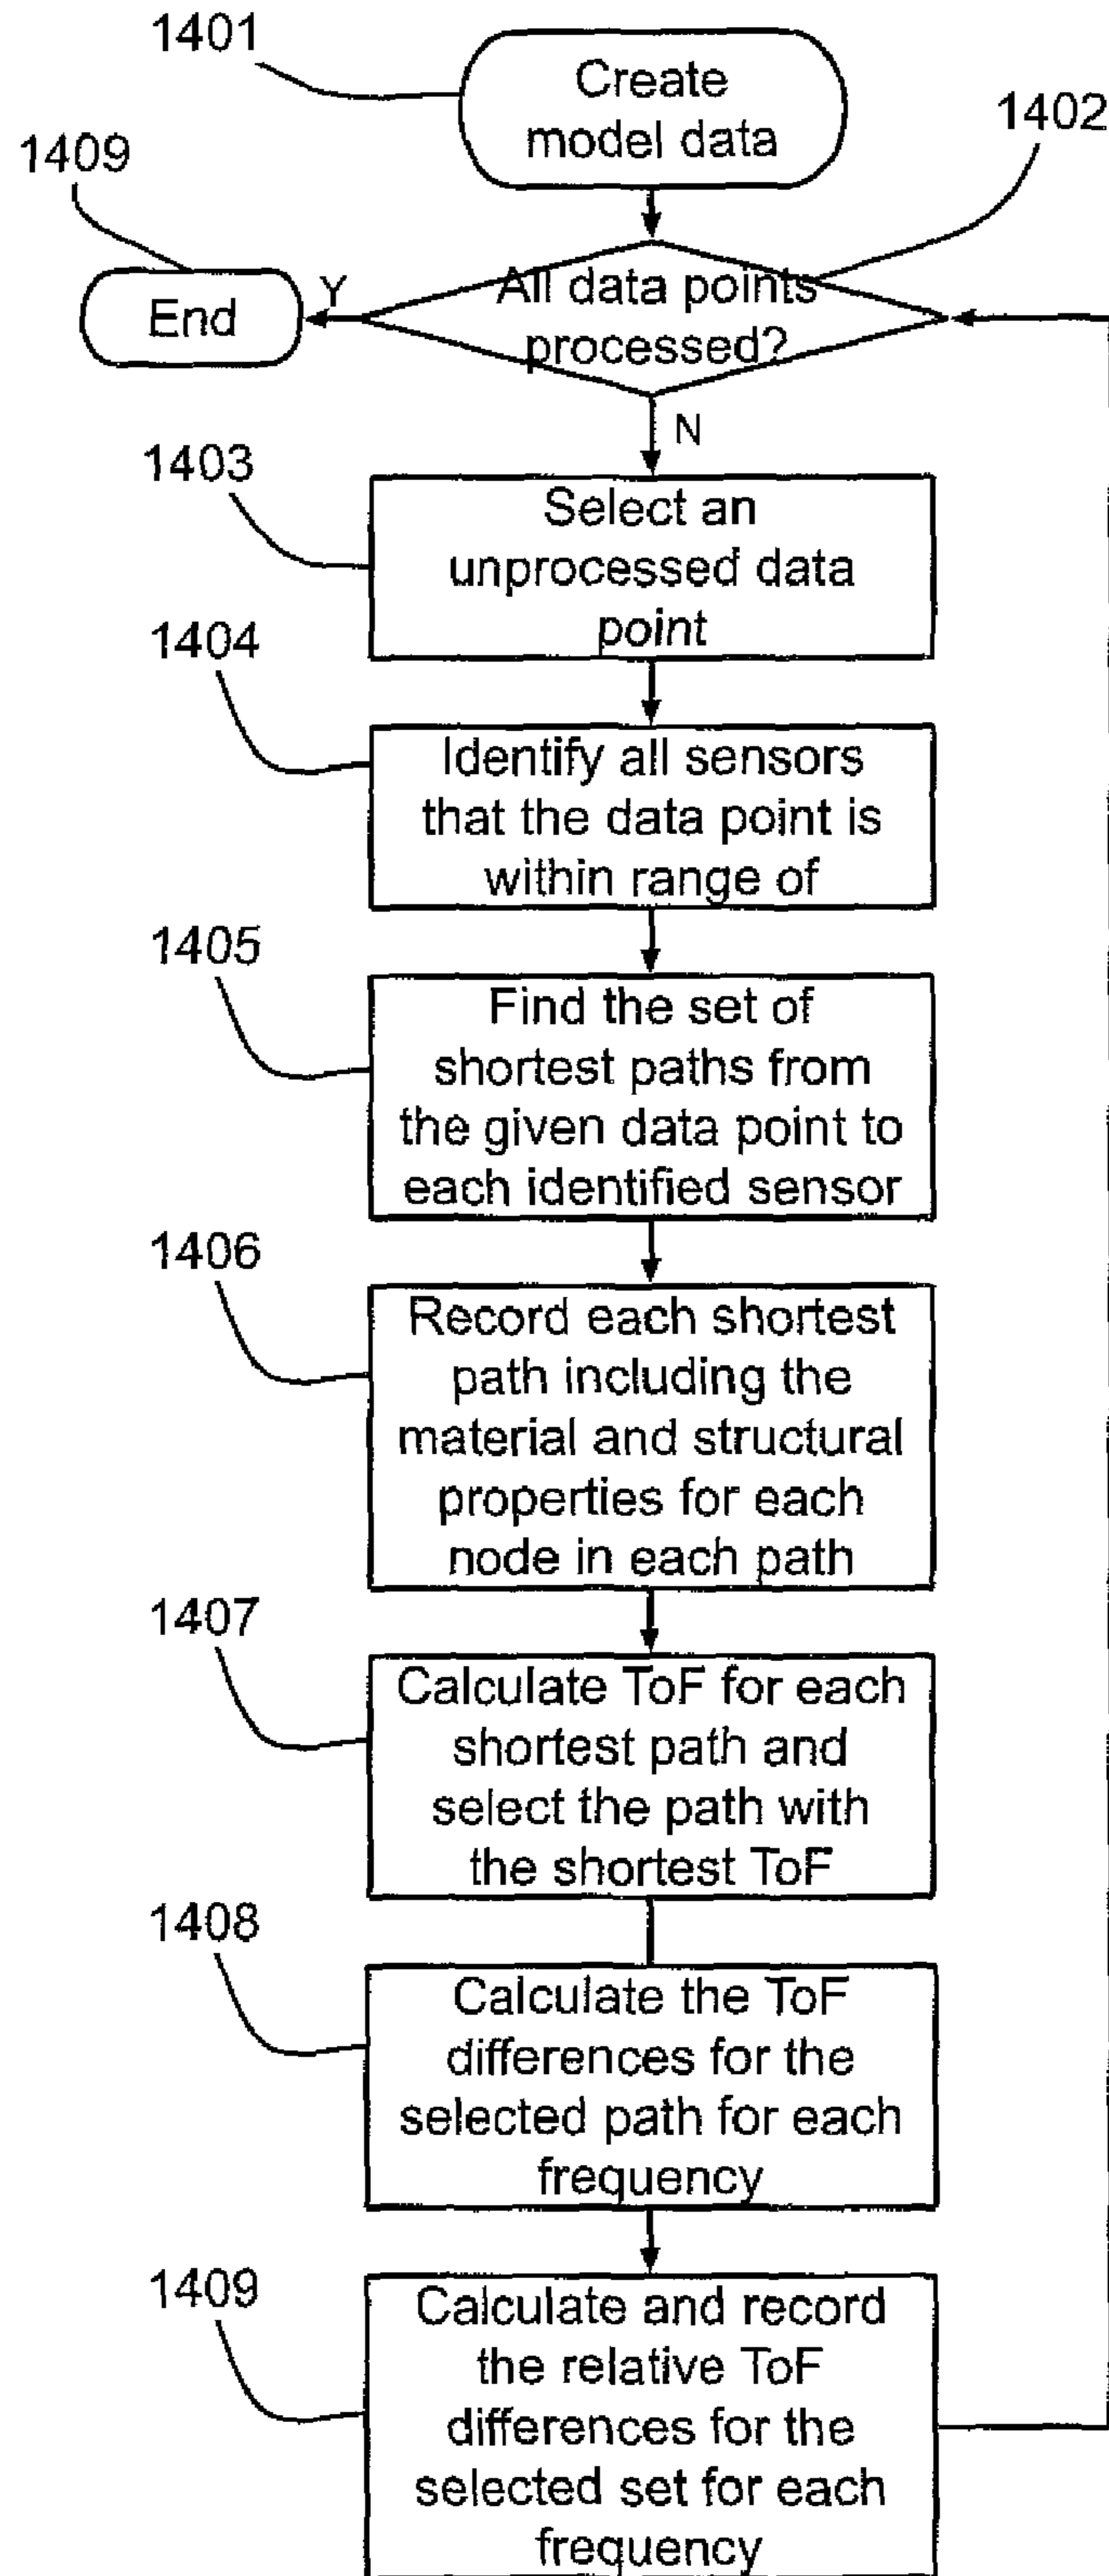 1401
Create
model data
1402
1409
End
Y
All data points
processed?
N
1403
Select an
unprocessed data
point
1404
Identify all sensors
that the data point is
within range of
1405
Find the set of
shortest paths from
the given data point to
each identified sensor
1406
Record each shortest
path including the
material and structural
properties for each
node in each path
1407
Calculate ToF for each
shortest path and
select the path with
the shortest ToF
1408
Calculate the ToF
differences for the
selected path for each
frequency
1409
Calculate and record
the relative ToF
differences for the
selected set for each
frequency